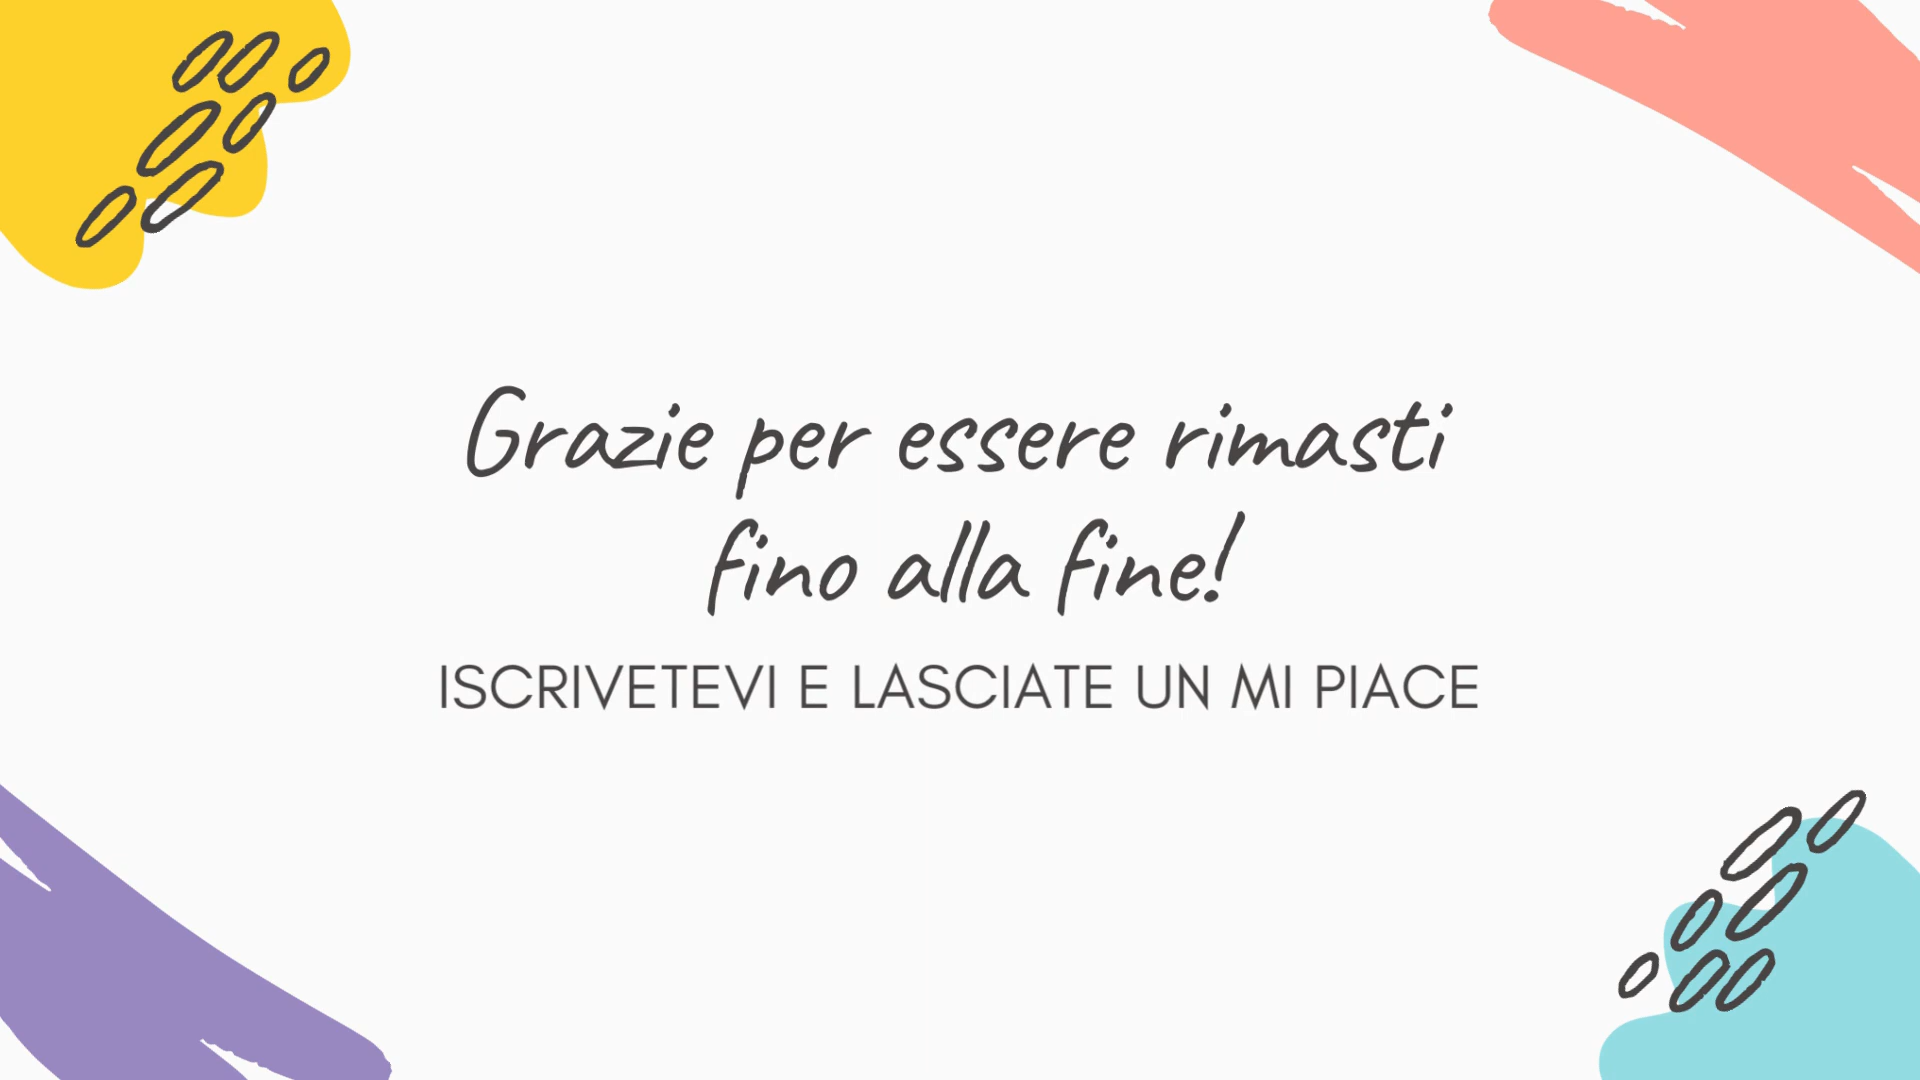 Grazie per essere rimasti
fino alla fine!
ISCRIVETEVI E LASCIATE UN MI PIACE